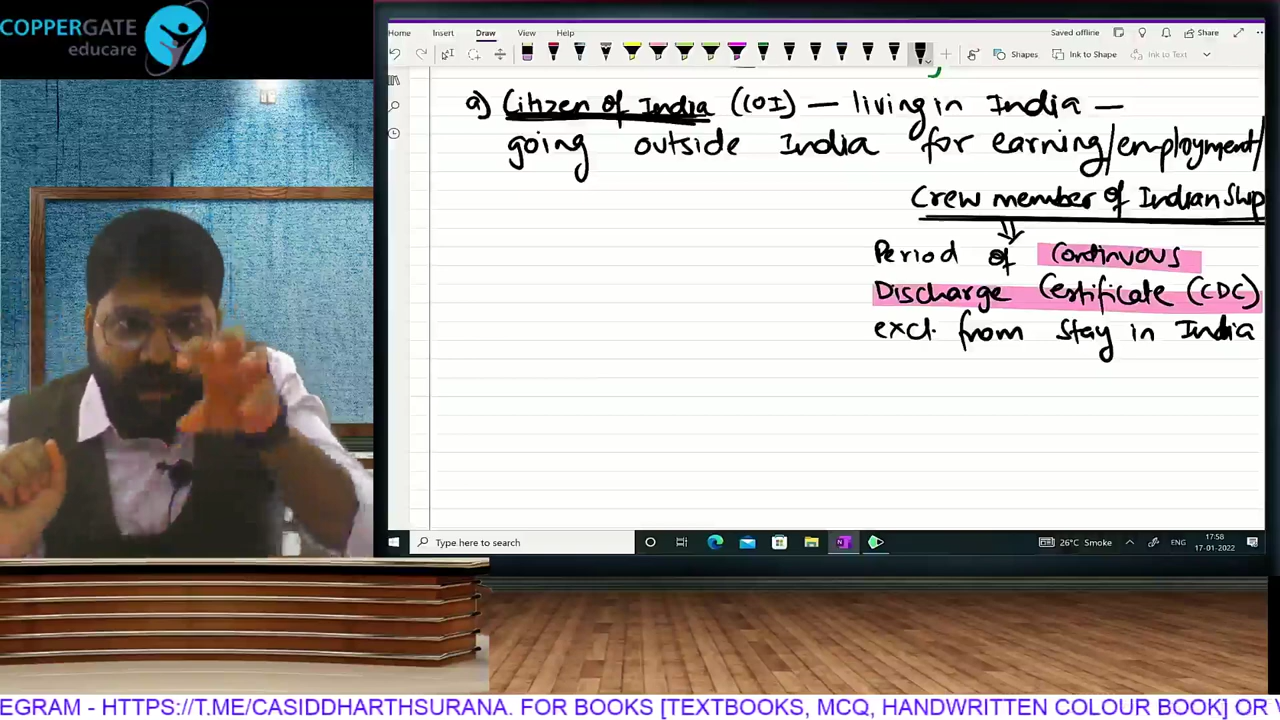 COPPERGATE
educare
Home Insert Draw View Help
Saved offline
Share
Shapes
Ink to Shape
Ink to Text
a) Citizen of India (COI) — living in India —
going outside India for earning/employment/
Crew member of Indian Ship
Period of Continuous
Discharge Certificate (CDC)
excl. from stay in India
Type here to search
26°C Smoke
ENG
17:58
17-01-2022
EGRAM - HTTPS://T.ME/CASIDDHARTHSURANA. FOR BOOKS [TEXTBOOKS, MCQ, HANDWRITTEN COLOUR BOOK] OR